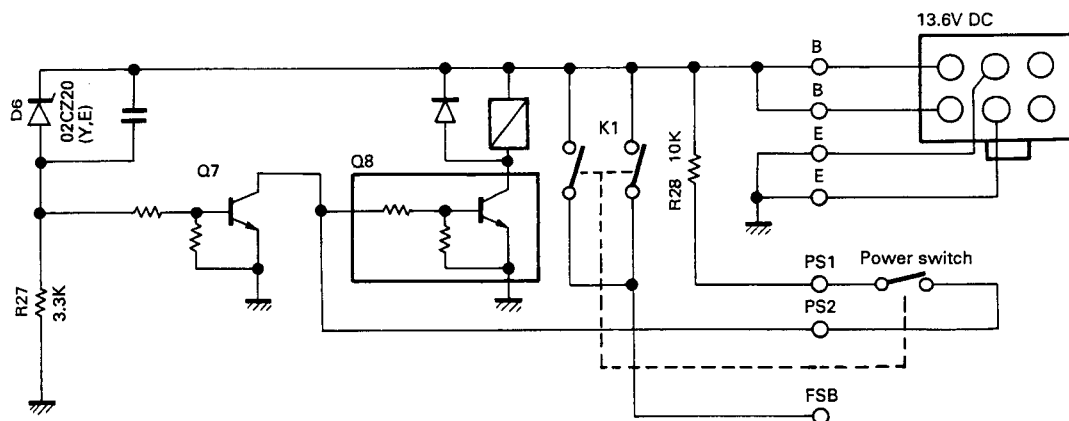 13.6V DC
B
B
E
E
D6
02CZ20
(Y,E)
Q7
Q8
K1
R28 10K
R27
3.3K
PS1
Power switch
PS2
FSB